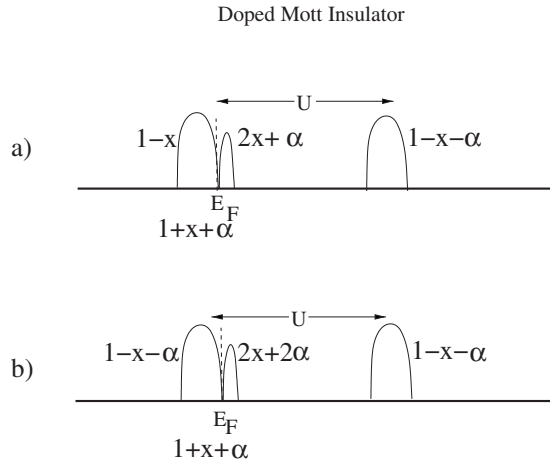 Doped Mott Insulator
a)
U
1−x 2x+ α 1−x−α
E_F
1+x+α
b)
U
1−x−α 2x+2α 1−x−α
E_F
1+x+α